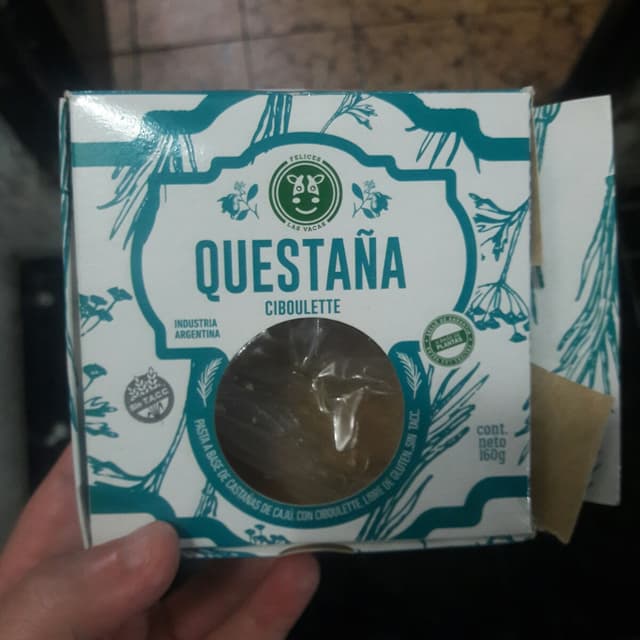 FELICES
LAS VACAS
QUESTAÑA
CIBOULETTE
INDUSTRIA
ARGENTINA
SIN TACC
PLANTAS
cont.
neto
160g
PASTA A BASE DE CASTAÑAS DE CAJÚ, CON CIBOULETTE, LIBRE DE GLUTEN. SIN TACC.